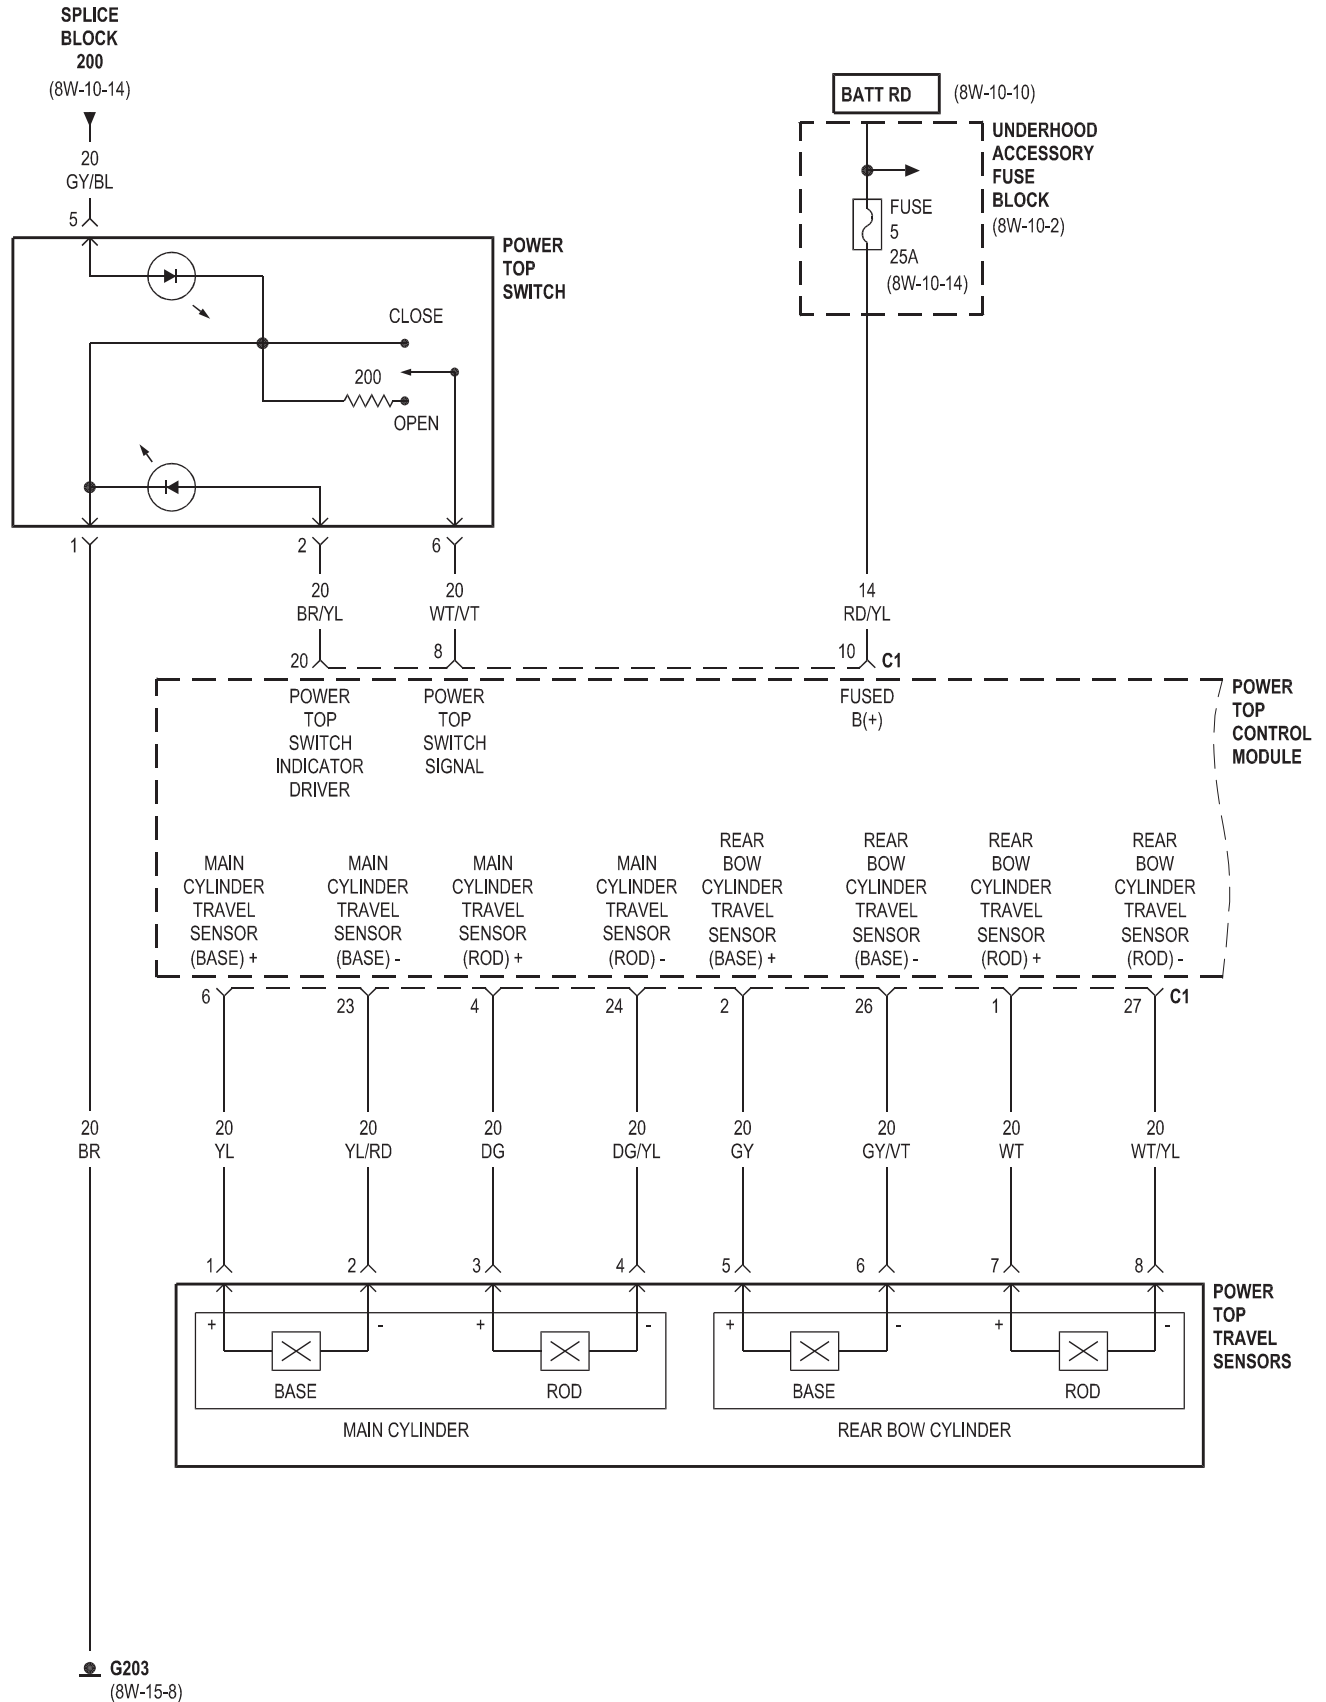 SPLICE
BLOCK
200
(8W-10-14)
20
GY/BL
5
BATT RD
(8W-10-10)
UNDERHOOD
ACCESSORY
FUSE
BLOCK
(8W-10-2)
FUSE
5
25A
(8W-10-14)
POWER
TOP
SWITCH
CLOSE
200
OPEN
1
2
6
20
BR/YL
20
WT/VT
14
RD/YL
20
8
10
C1
POWER
TOP
SWITCH
INDICATOR
DRIVER
POWER
TOP
SWITCH
SIGNAL
FUSED
B(+)
POWER
TOP
CONTROL
MODULE
MAIN
CYLINDER
TRAVEL
SENSOR
(BASE) +
MAIN
CYLINDER
TRAVEL
SENSOR
(BASE) -
MAIN
CYLINDER
TRAVEL
SENSOR
(ROD) +
MAIN
CYLINDER
TRAVEL
SENSOR
(ROD) -
REAR
BOW
CYLINDER
TRAVEL
SENSOR
(BASE) +
REAR
BOW
CYLINDER
TRAVEL
SENSOR
(BASE) -
REAR
BOW
CYLINDER
TRAVEL
SENSOR
(ROD) +
REAR
BOW
CYLINDER
TRAVEL
SENSOR
(ROD) -
6
23
4
24
2
26
1
27
C1
20
BR
20
YL
20
YL/RD
20
DG
20
DG/YL
20
GY
20
GY/VT
20
WT
20
WT/YL
1
2
3
4
5
6
7
8
POWER
TOP
TRAVEL
SENSORS
+
-
+
-
+
-
+
-
BASE
ROD
BASE
ROD
MAIN CYLINDER
REAR BOW CYLINDER
G203
(8W-15-8)